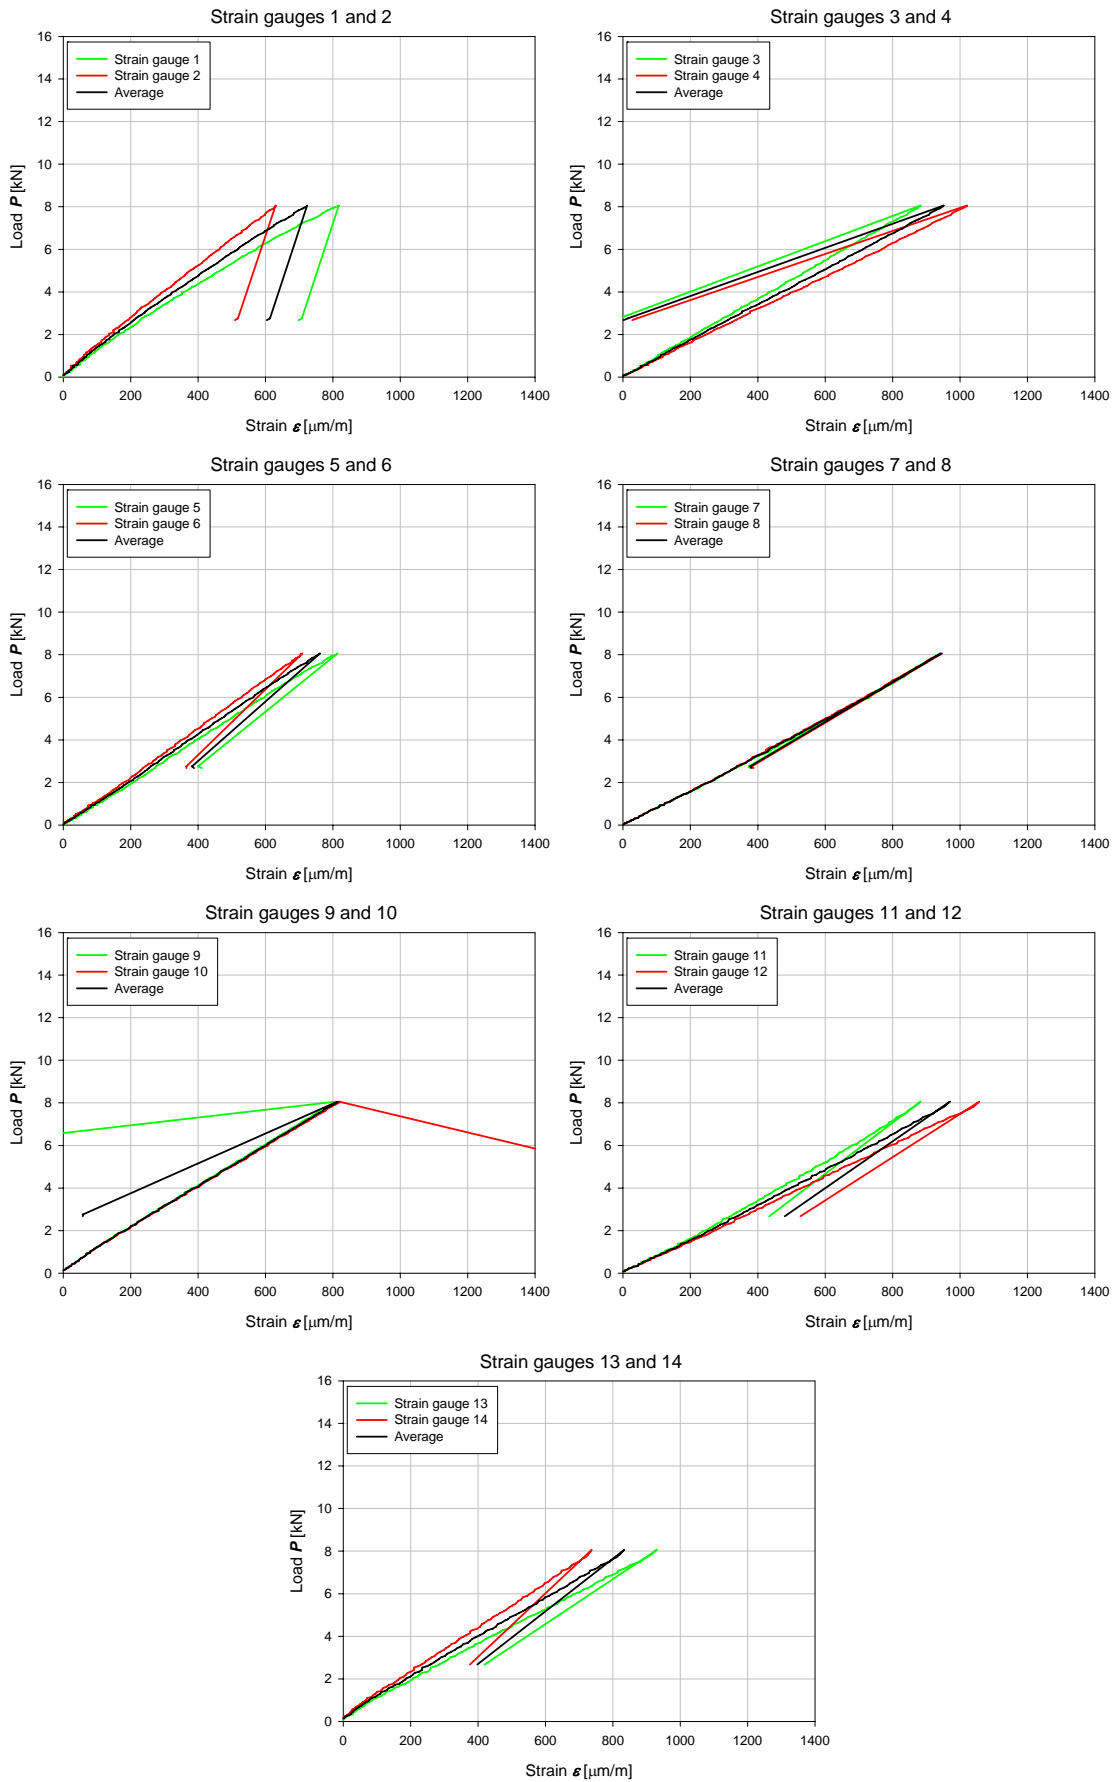 Strain gauges 1 and 2
Load P [kN]
16
14
12
10
8
6
4
2
0
Strain gauge 1
Strain gauge 2
Average
0 200 400 600 800 1000 1200 1400
Strain ε [μm/m]
Strain gauges 3 and 4
Load P [kN]
16
14
12
10
8
6
4
2
0
Strain gauge 3
Strain gauge 4
Average
0 200 400 600 800 1000 1200 1400
Strain ε [μm/m]
Strain gauges 5 and 6
Load P [kN]
16
14
12
10
8
6
4
2
0
Strain gauge 5
Strain gauge 6
Average
0 200 400 600 800 1000 1200 1400
Strain ε [μm/m]
Strain gauges 7 and 8
Load P [kN]
16
14
12
10
8
6
4
2
0
Strain gauge 7
Strain gauge 8
Average
0 200 400 600 800 1000 1200 1400
Strain ε [μm/m]
Strain gauges 9 and 10
Load P [kN]
16
14
12
10
8
6
4
2
0
Strain gauge 9
Strain gauge 10
Average
0 200 400 600 800 1000 1200 1400
Strain ε [μm/m]
Strain gauges 11 and 12
Load P [kN]
16
14
12
10
8
6
4
2
0
Strain gauge 11
Strain gauge 12
Average
0 200 400 600 800 1000 1200 1400
Strain ε [μm/m]
Strain gauges 13 and 14
Load P [kN]
16
14
12
10
8
6
4
2
0
Strain gauge 13
Strain gauge 14
Average
0 200 400 600 800 1000 1200 1400
Strain ε [μm/m]